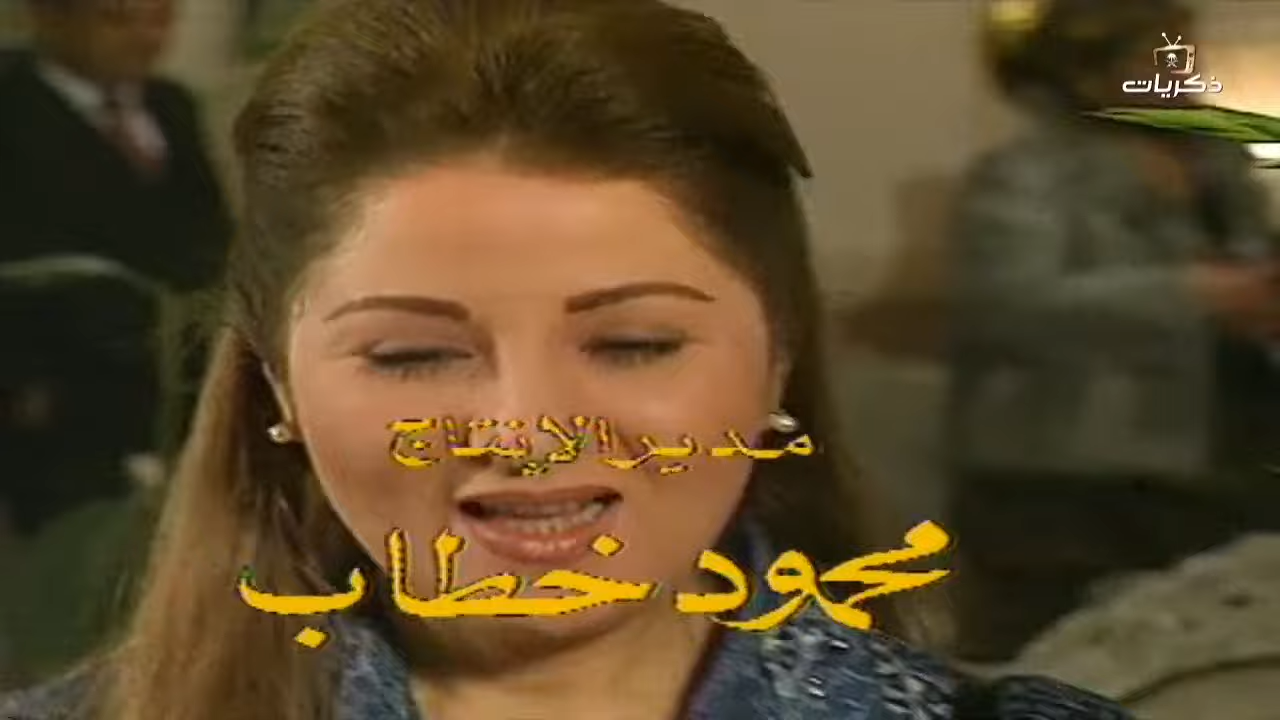 ذكريات
مدير الإنتاج
محمود خطاب